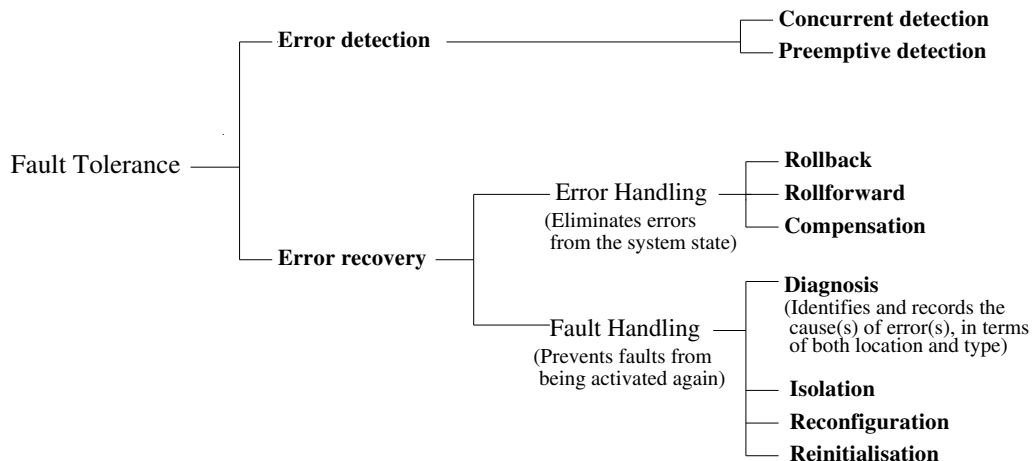 Fault Tolerance
Error detection
Concurrent detection
Preemptive detection
Error recovery
Error Handling
(Eliminates errors
from the system state)
Rollback
Rollforward
Compensation
Fault Handling
(Prevents faults from
being activated again)
Diagnosis
(Identifies and records the
cause(s) of error(s), in terms
of both location and type)
Isolation
Reconfiguration
Reinitialisation